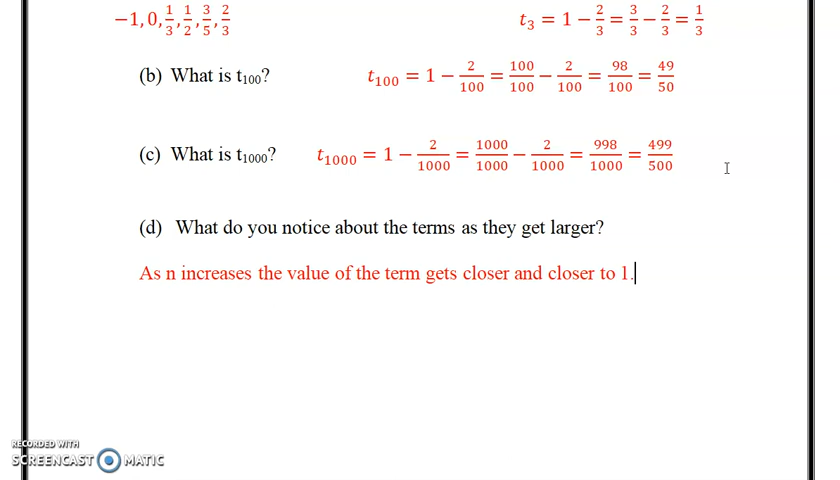 −1, 0, 1/3, 1/2, 3/5, 2/3
t₃ = 1 − 2/3 = 3/3 − 2/3 = 1/3
(b) What is t₁₀₀? t₁₀₀ = 1 − 2/100 = 100/100 − 2/100 = 98/100 = 49/50
(c) What is t₁₀₀₀? t₁₀₀₀ = 1 − 2/1000 = 1000/1000 − 2/1000 = 998/1000 = 499/500
(d) What do you notice about the terms as they get larger?
As n increases the value of the term gets closer and closer to 1.
RECORDED WITH
SCREENCAST MATIC